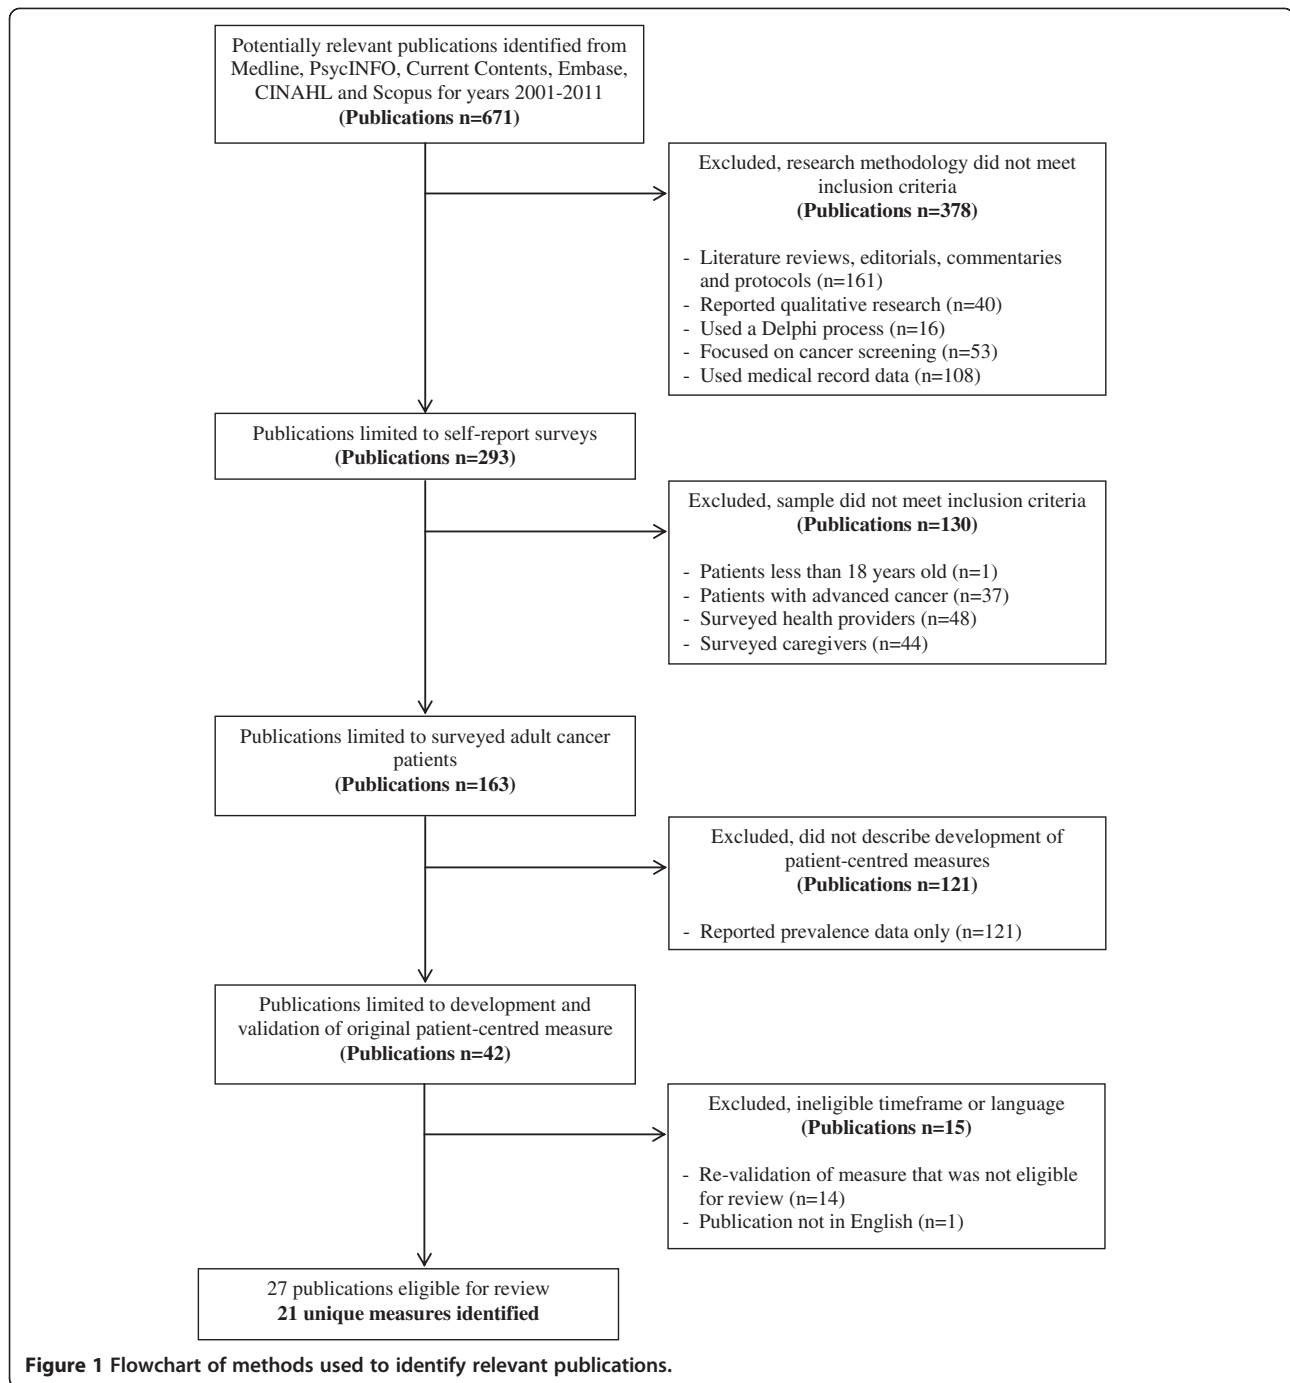 Potentially relevant publications identified from
Medline, PsycINFO, Current Contents, Embase,
CINAHL and Scopus for years 2001-2011
(Publications n=671)
Excluded, research methodology did not meet
inclusion criteria
(Publications n=378)
- Literature reviews, editorials, commentaries
and protocols (n=161)
- Reported qualitative research (n=40)
- Used a Delphi process (n=16)
- Focused on cancer screening (n=53)
- Used medical record data (n=108)
Publications limited to self-report surveys
(Publications n=293)
Excluded, sample did not meet inclusion criteria
(Publications n=130)
- Patients less than 18 years old (n=1)
- Patients with advanced cancer (n=37)
- Surveyed health providers (n=48)
- Surveyed caregivers (n=44)
Publications limited to surveyed adult cancer
patients
(Publications n=163)
Excluded, did not describe development of
patient-centred measures
(Publications n=121)
- Reported prevalence data only (n=121)
Publications limited to development and
validation of original patient-centred measure
(Publications n=42)
Excluded, ineligible timeframe or language
(Publications n=15)
- Re-validation of measure that was not eligible
for review (n=14)
- Publication not in English (n=1)
27 publications eligible for review
21 unique measures identified
Figure 1 Flowchart of methods used to identify relevant publications.